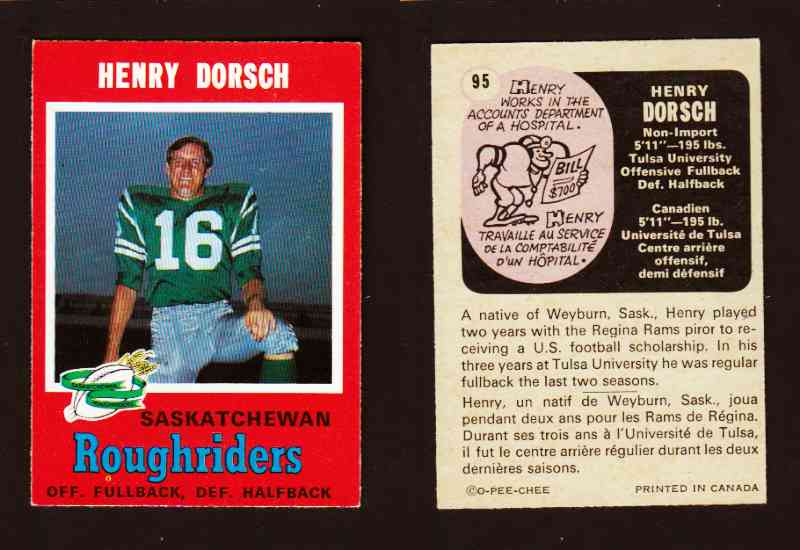 HENRY DORSCH
16
SASKATCHEWAN
Roughriders
OFF. FULLBACK, DEF. HALFBACK
95
HENRY
WORKS IN THE
ACCOUNTS DEPARTMENT
OF A HOSPITAL.
BILL
$700
HENRY
TRAVAILLE AU SERVICE
DE LA COMPTABILITÉ
D'UN HÔPITAL.
HENRY
DORSCH
Non-Import
5'11"—195 lbs.
Tulsa University
Offensive Fullback
Def. Halfback
Canadien
5'11"—195 lb.
Université de Tulsa
Centre arrière
offensif,
demi défensif
A native of Weyburn, Sask., Henry played
two years with the Regina Rams piror to re-
ceiving a U.S. football scholarship. In his
three years at Tulsa University he was regular
fullback the last two seasons.
Henry, un natif de Weyburn, Sask., joua
pendant deux ans pour les Rams de Régina.
Durant ses trois ans à l'Université de Tulsa,
il fut le centre arrière régulier durant les deux
dernières saisons.
©O-PEE-CHEE PRINTED IN CANADA